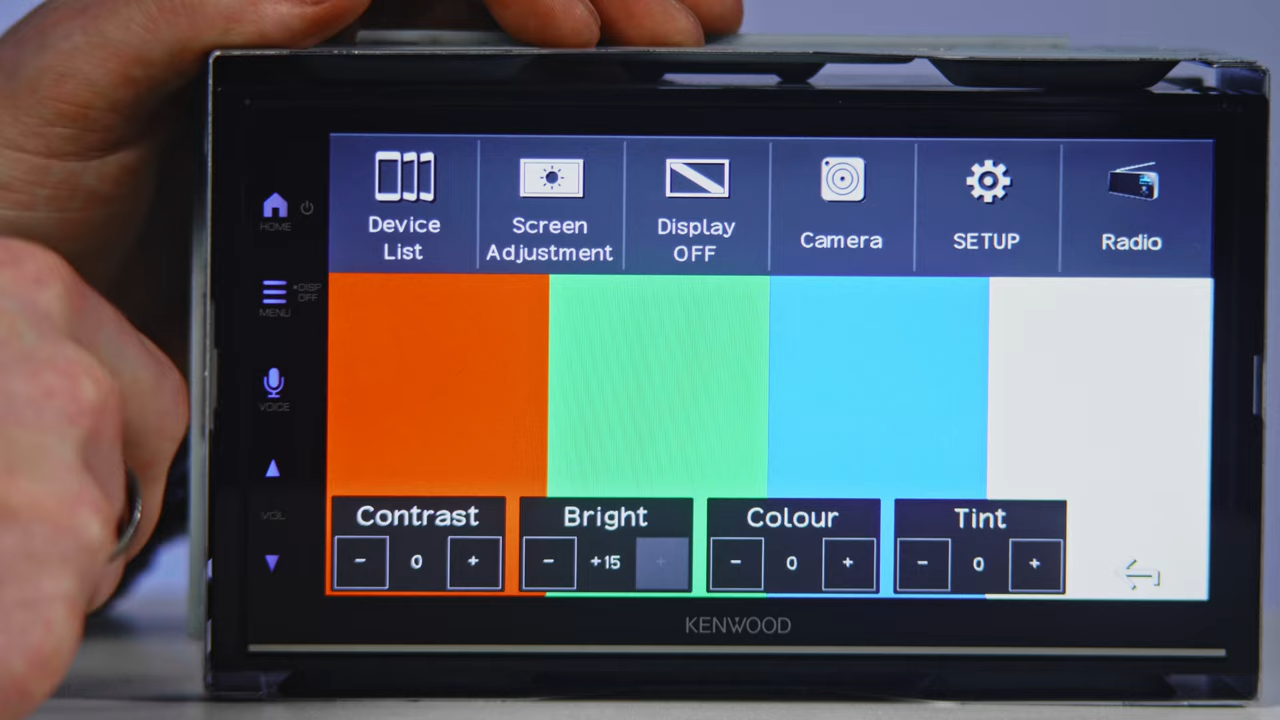 Device
List
Screen
Adjustment
Display
OFF
Camera
SETUP
Radio
HOME
MENU
•DISP
OFF
VOICE
VOL
Contrast
- 0 +
Bright
- +15 +
Colour
- 0 +
Tint
- 0 +
KENWOOD